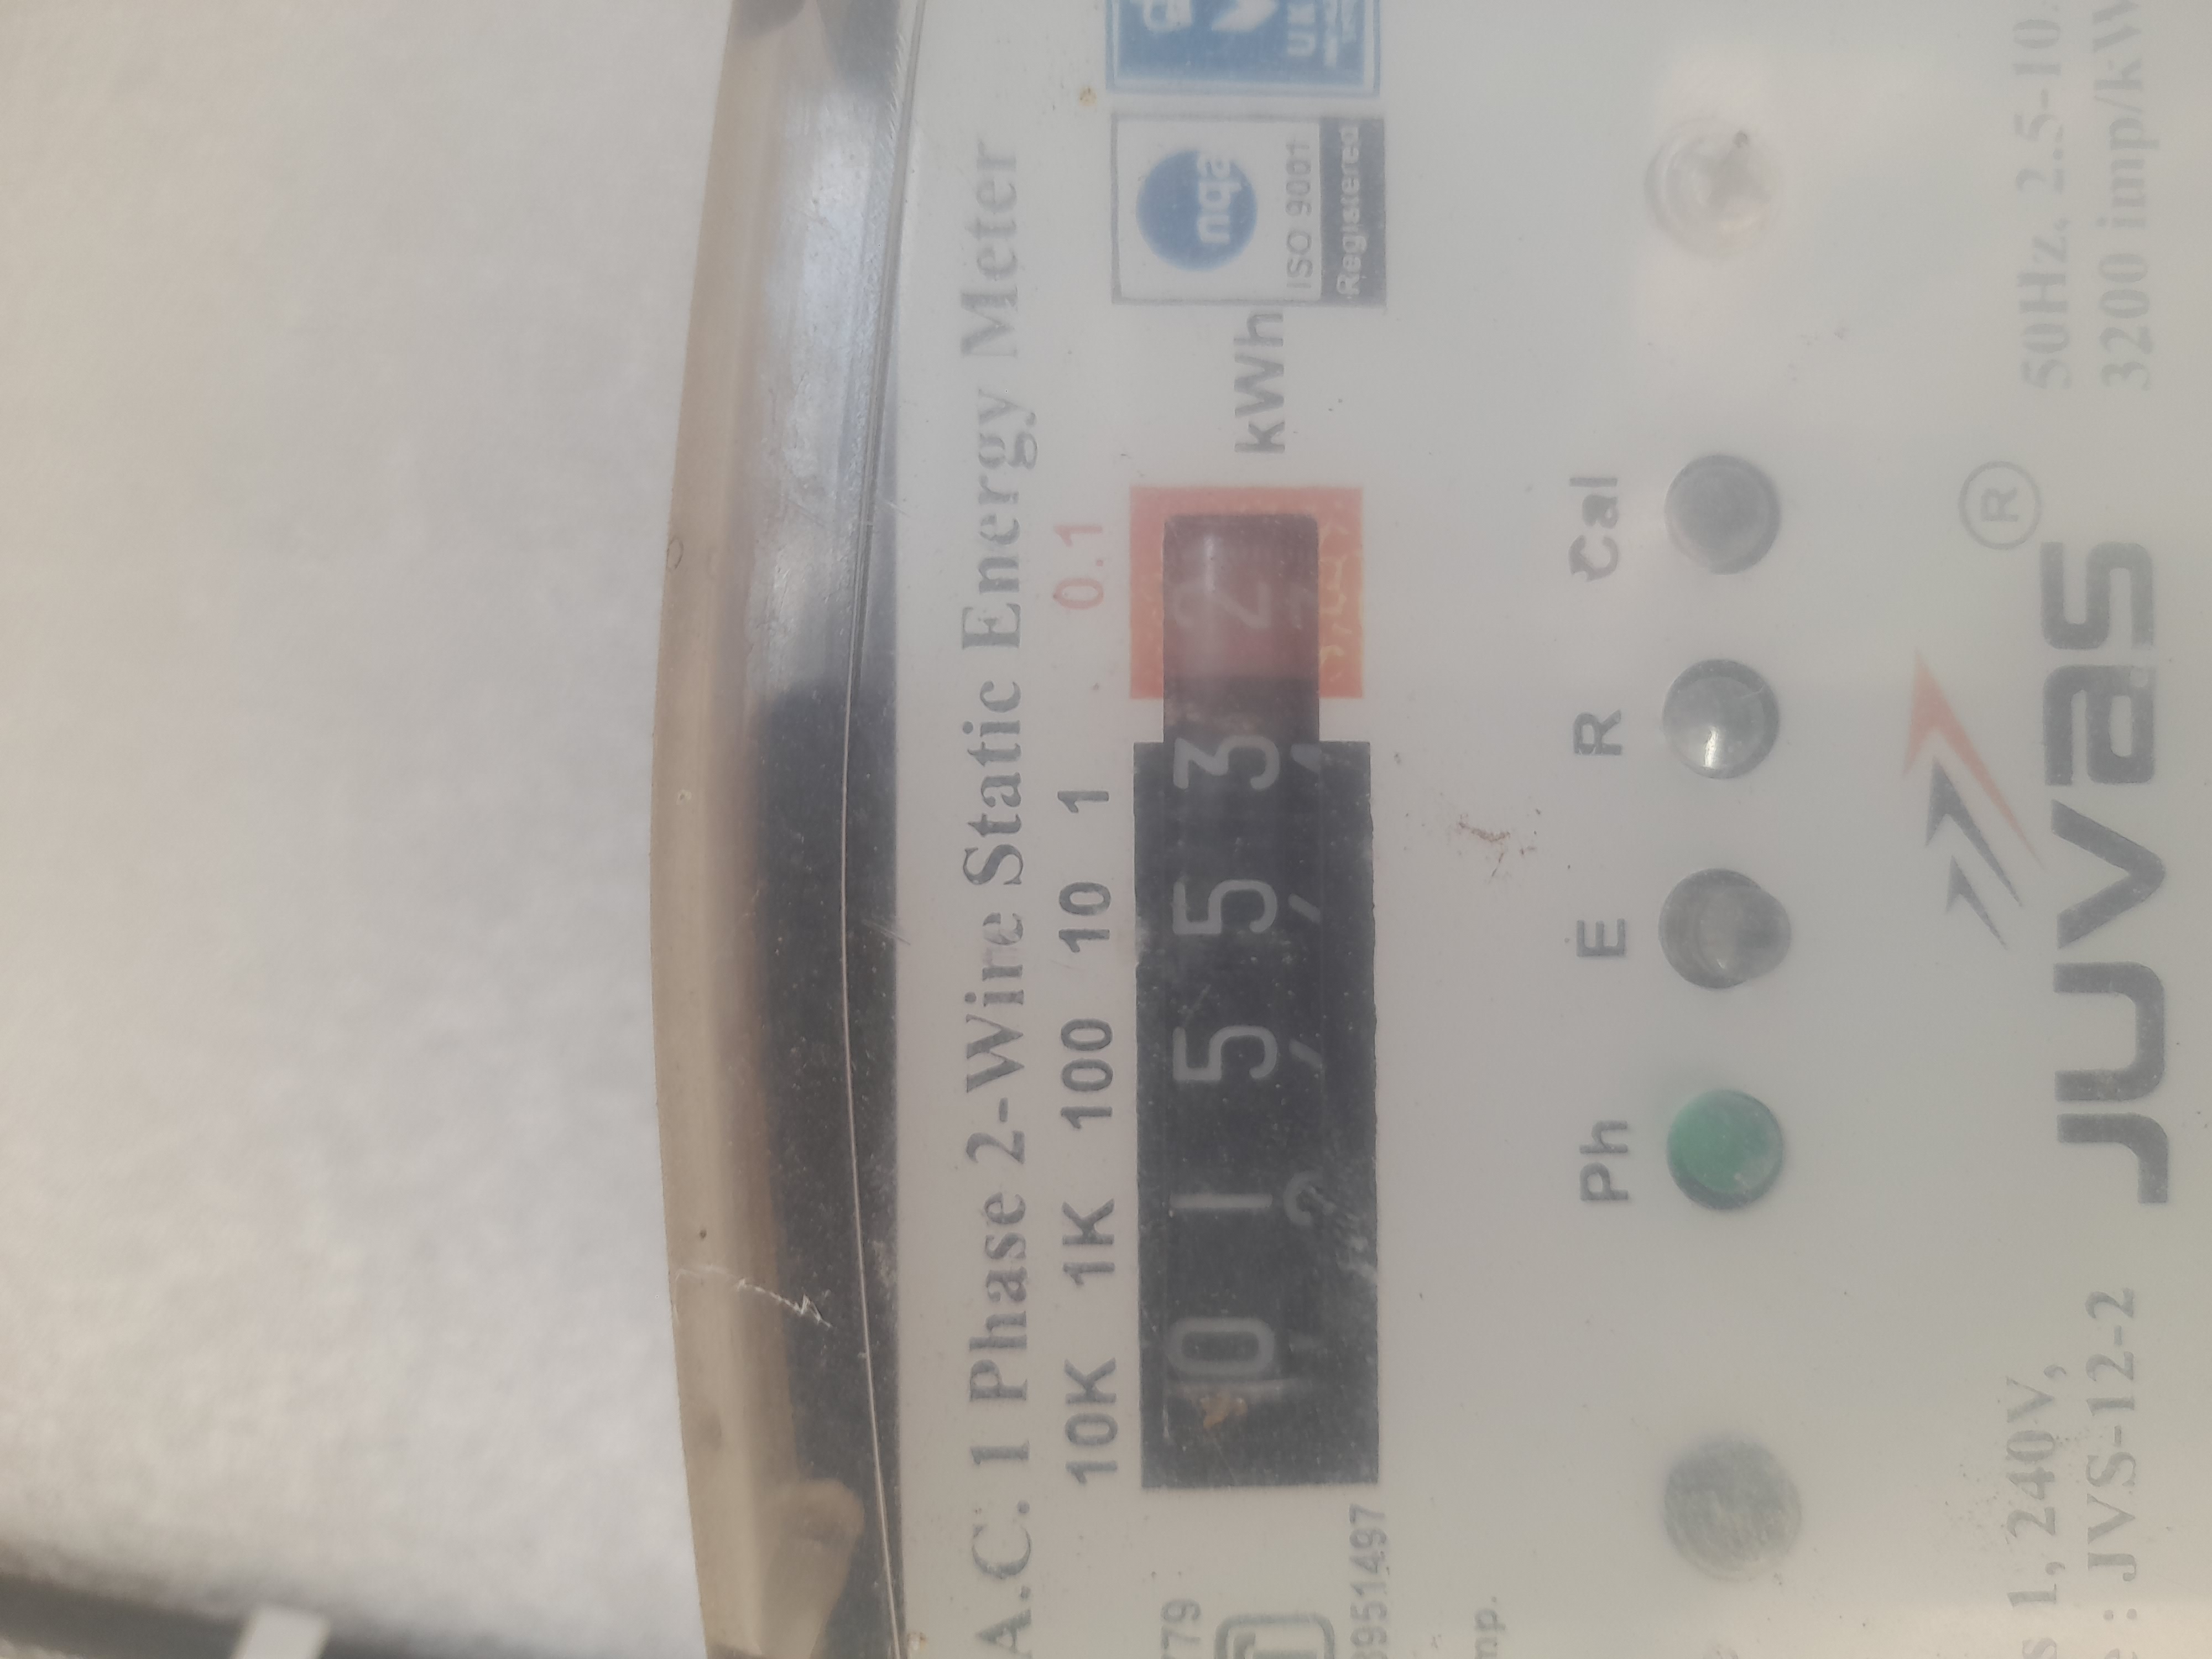 UK
A.C. 1 Phase 2-Wire Static Energy Meter
10K 1K 100 10 1 0.1
0 1 5 5 3 2
kWh
nqa
ISO 9001
Registered
Ph E R Cal
50Hz. 2.5-10
3200 imp/kW
JUVas ®
s 1, 240V,
: JVS-12-2
79
8951497
mp.